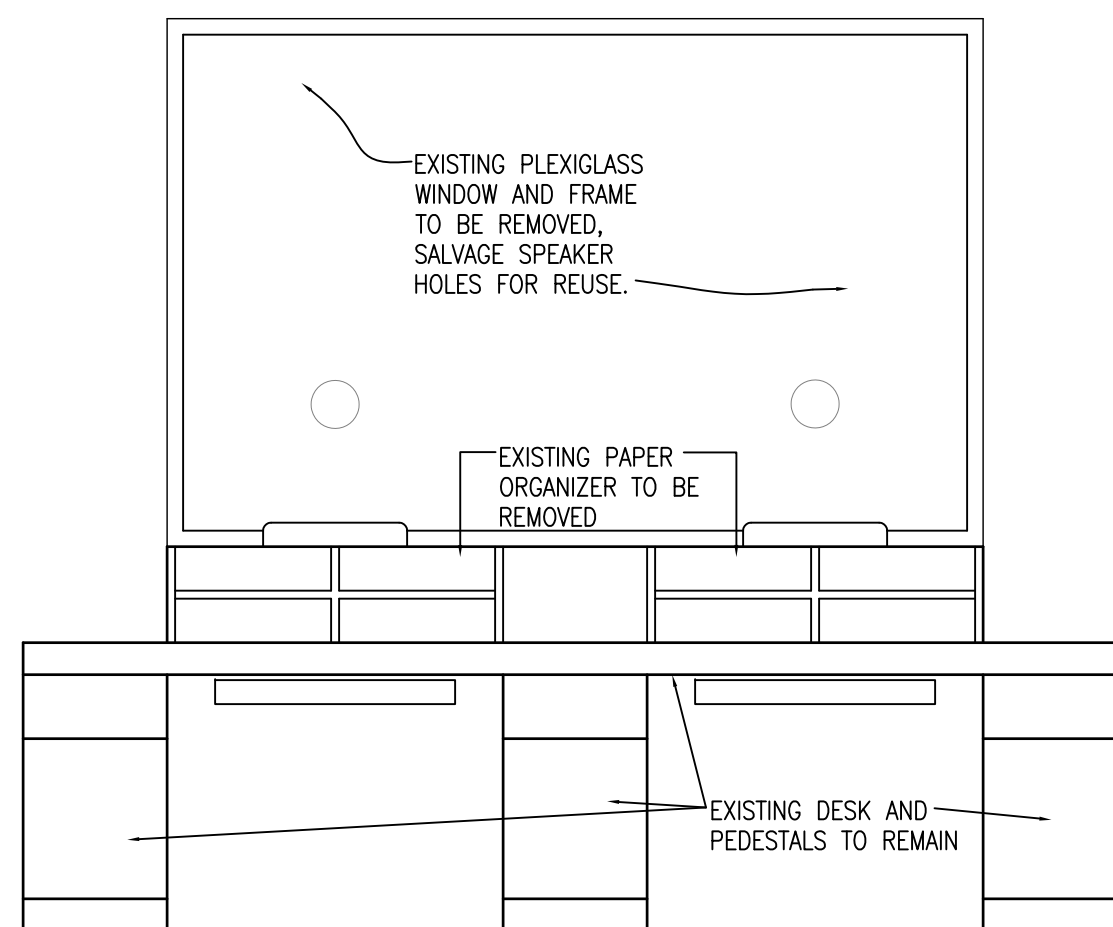 EXISTING PLEXIGLASS
WINDOW AND FRAME
TO BE REMOVED,
SALVAGE SPEAKER
HOLES FOR REUSE.
EXISTING PAPER
ORGANIZER TO BE
REMOVED
EXISTING DESK AND
PEDESTALS TO REMAIN